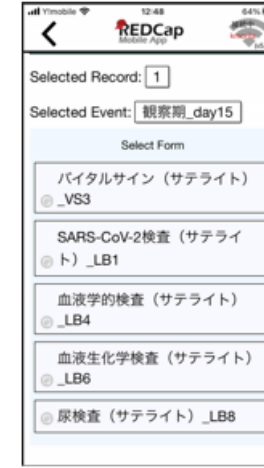 Y!mobile 12:48 64%
REDCap
Mobile App
Selected Record: 1
Selected Event: 観察期_day15
Select Form
バイタルサイン（サテライト）
_VS3
SARS-CoV-2検査（サテライ
ト）_LB1
血液学的検査（サテライト）
_LB4
血液生化学検査（サテライト）
_LB6
尿検査（サテライト）_LB8